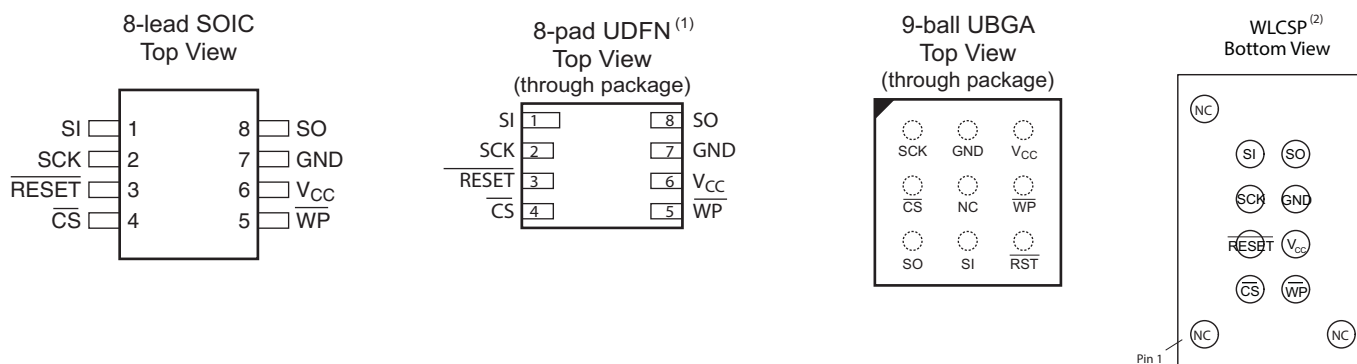 8-lead SOIC
Top View
SI 1 8 SO
SCK 2 7 GND
RESET 3 6 VCC
CS 4 5 WP
8-pad UDFN (1)
Top View
(through package)
SI 1 8 SO
SCK 2 7 GND
RESET 3 6 VCC
CS 4 5 WP
9-ball UBGA
Top View
(through package)
SCK GND VCC
CS NC WP
SO SI RST
WLCSP (2)
Bottom View
NC
SI SO
SCK GND
RESET VCC
CS WP
NC NC
Pin 1